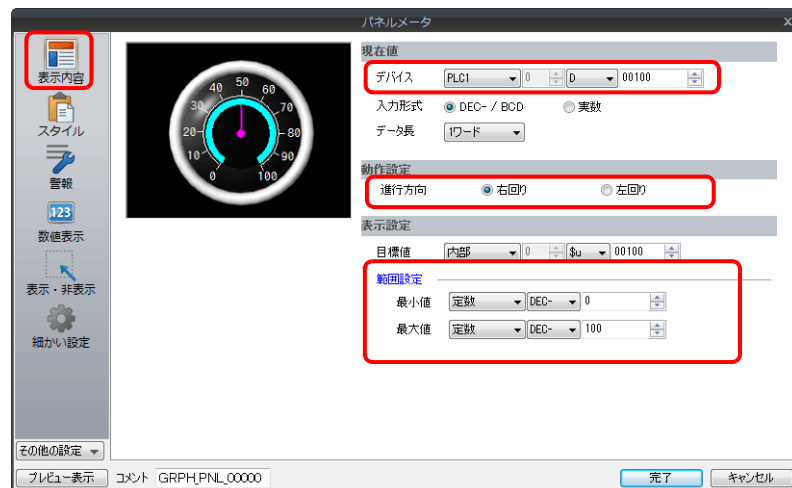 パネルメータ
表示内容
スタイル
警報
数値表示
表示・非表示
細かい設定
その他の設定
0 10 20 30 40 50 60 70 80 90 100
現在値
デバイス PLC1 0 D 00100
入力形式 DEC- / BCD 実数
データ長 1ワード
動作設定
進行方向 右回り 左回り
表示設定
目標値 内部 0 $u 00100
範囲設定
最小値 定数 DEC- 0
最大値 定数 DEC- 100
プレビュー表示 コメント GRPH_PNL_00000 完了 キャンセル